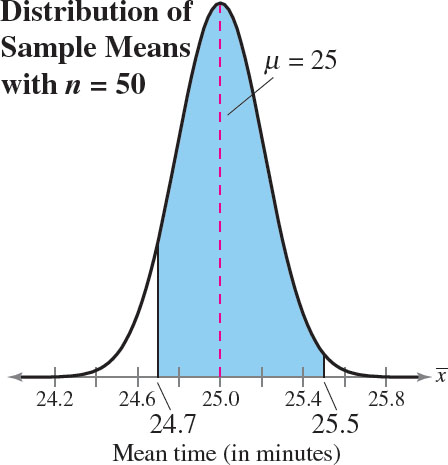 Distribution of
Sample Means
with n = 50
μ = 25
x̅
24.2 24.6 25.0 25.4 25.8
24.7 25.5
Mean time (in minutes)